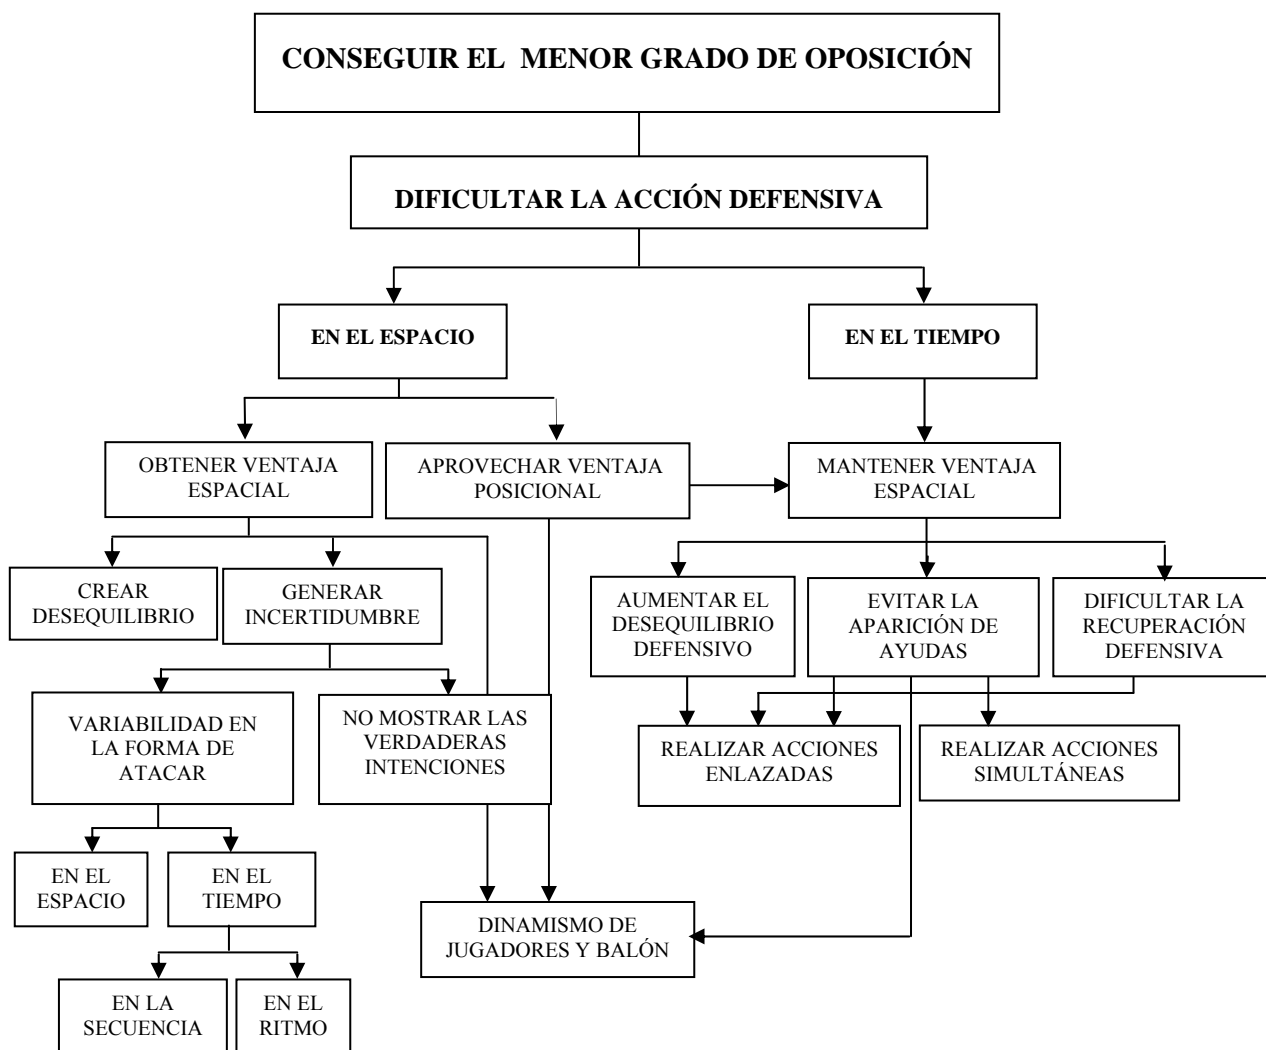 CONSEGUIR EL MENOR GRADO DE OPOSICIÓN
DIFICULTAR LA ACCIÓN DEFENSIVA
EN EL ESPACIO
EN EL TIEMPO
OBTENER VENTAJA
ESPACIAL
APROVECHAR VENTAJA
POSICIONAL
MANTENER VENTAJA
ESPACIAL
CREAR
DESEQUILIBRIO
GENERAR
INCERTIDUMBRE
AUMENTAR EL
DESEQUILIBRIO
DEFENSIVO
EVITAR LA
APARICIÓN DE
AYUDAS
DIFICULTAR LA
RECUPERACIÓN
DEFENSIVA
VARIABILIDAD EN
LA FORMA DE
ATACAR
NO MOSTRAR LAS
VERDADERAS
INTENCIONES
REALIZAR ACCIONES
ENLAZADAS
REALIZAR ACCIONES
SIMULTÁNEAS
EN EL
ESPACIO
EN EL
TIEMPO
DINAMISMO DE
JUGADORES Y BALÓN
EN LA
SECUENCIA
EN EL
RITMO